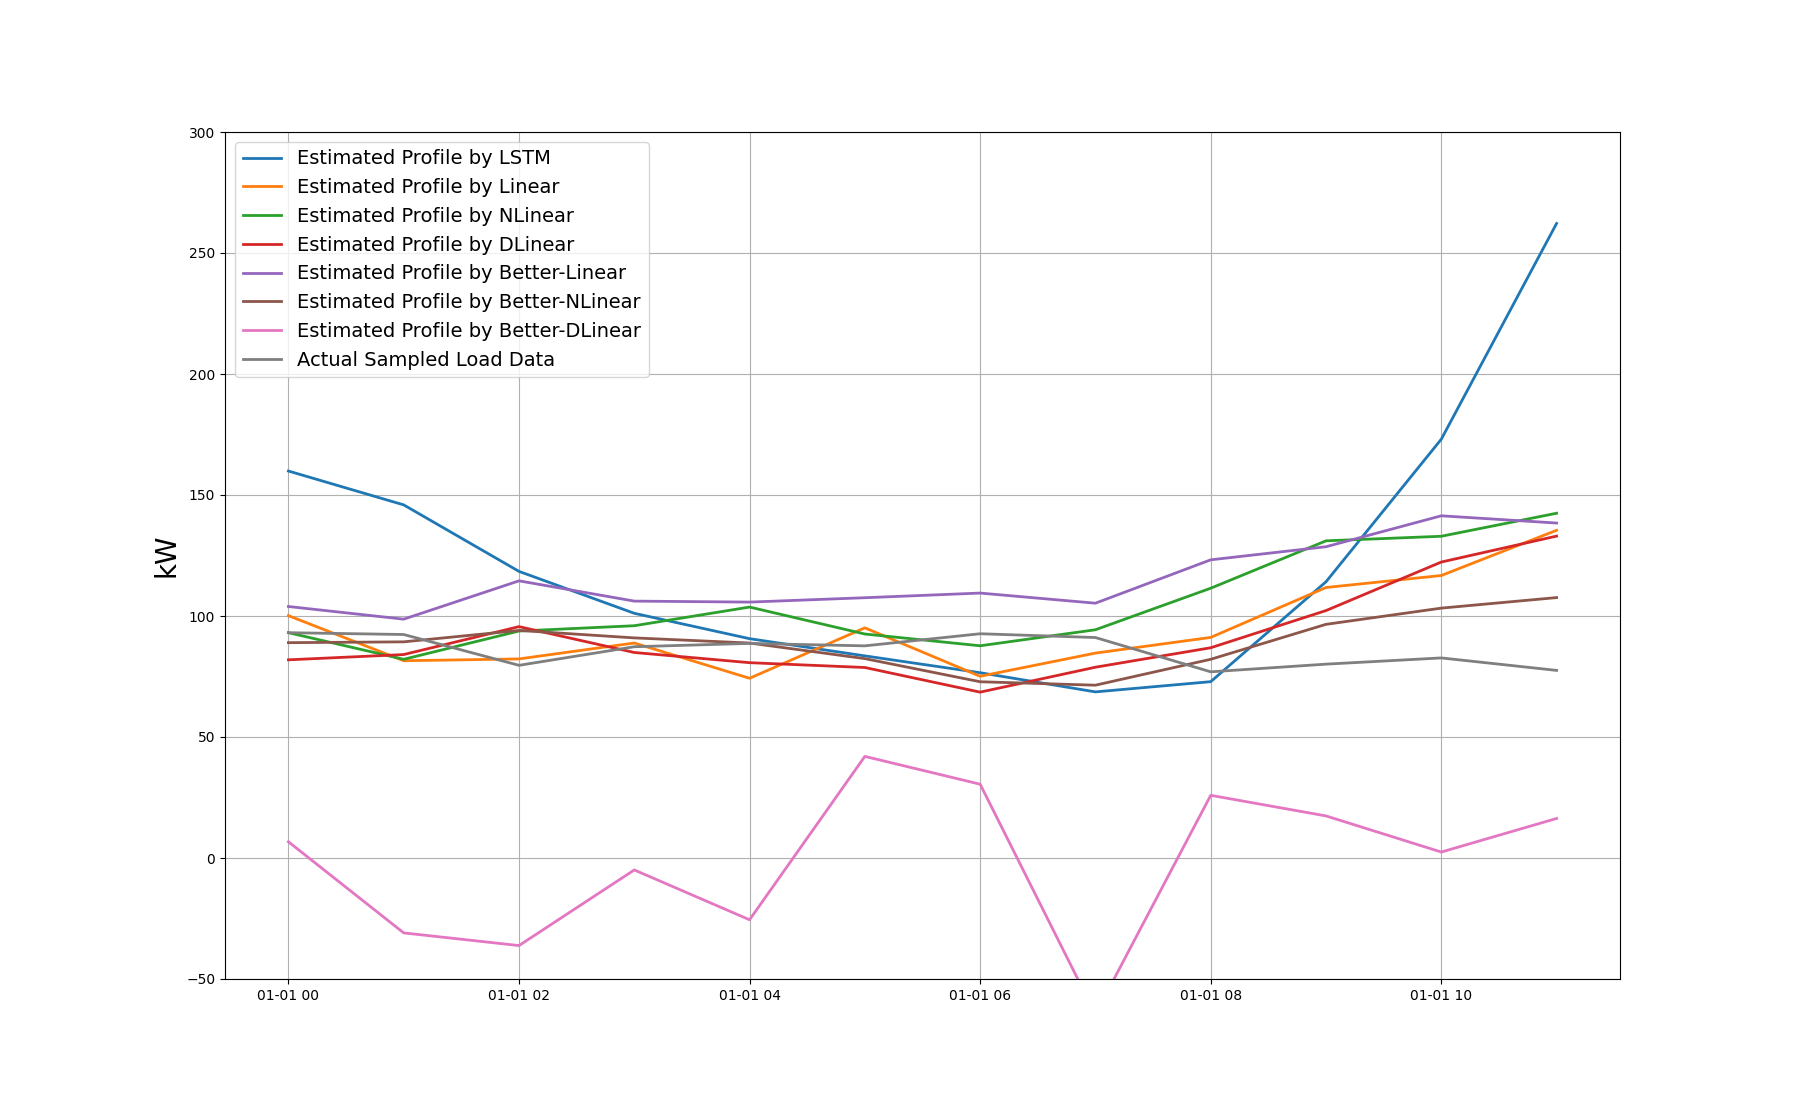 300
250
200
150
100
50
0
−50
kW
Estimated Profile by LSTM
Estimated Profile by Linear
Estimated Profile by NLinear
Estimated Profile by DLinear
Estimated Profile by Better-Linear
Estimated Profile by Better-NLinear
Estimated Profile by Better-DLinear
Actual Sampled Load Data
01-01 00 01-01 02 01-01 04 01-01 06 01-01 08 01-01 10